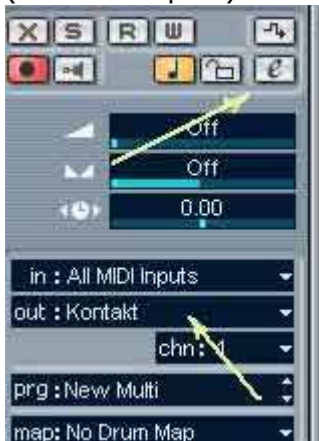 X S R W
e
Off
Off
0.00
in : All MIDI Inputs
out : Kontakt
chn: 1
prg : New Multi
map: No Drum Map